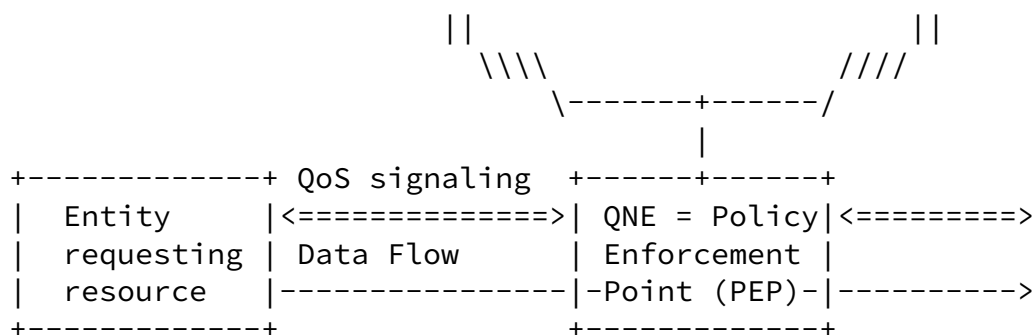 QoS signaling
Entity QNE = Policy
requesting Data Flow Enforcement
resource Point (PEP)